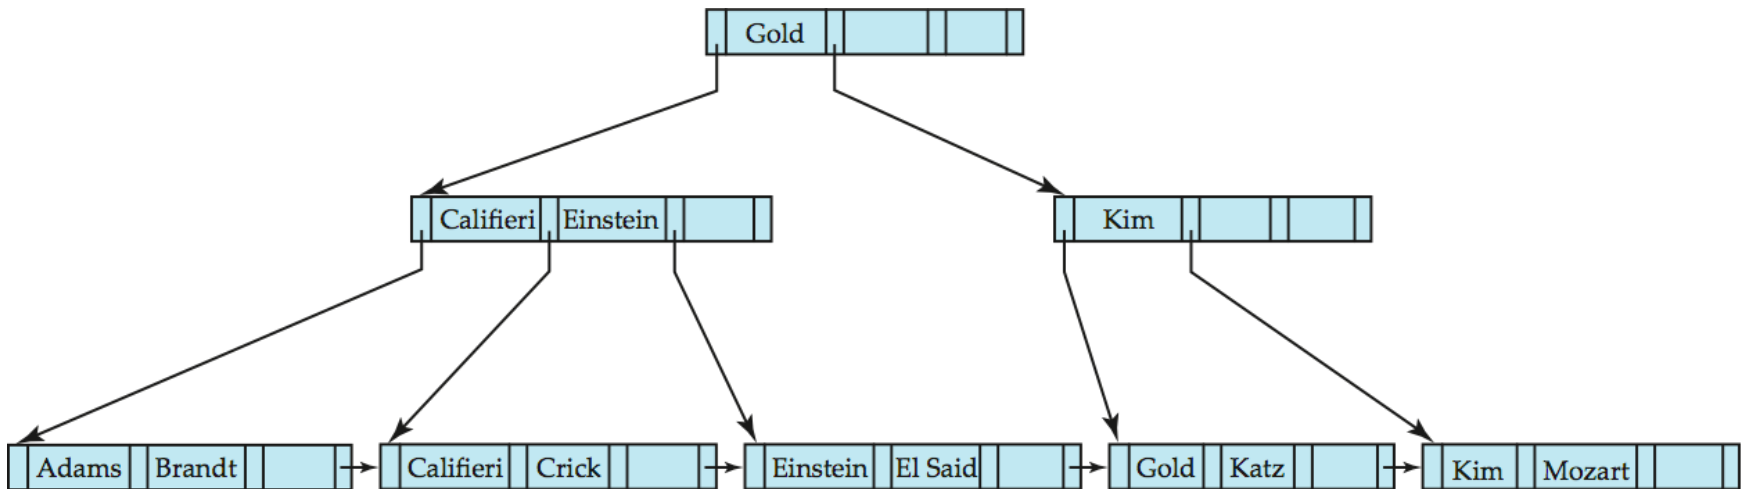 Gold
Califieri Einstein Kim
Adams Brandt Califieri Crick Einstein El Said Gold Katz Kim Mozart